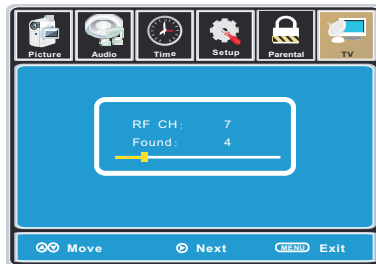 Picture Audio Time Setup Parental TV
RF CH: 7
Found: 4
Move Next MENU Exit